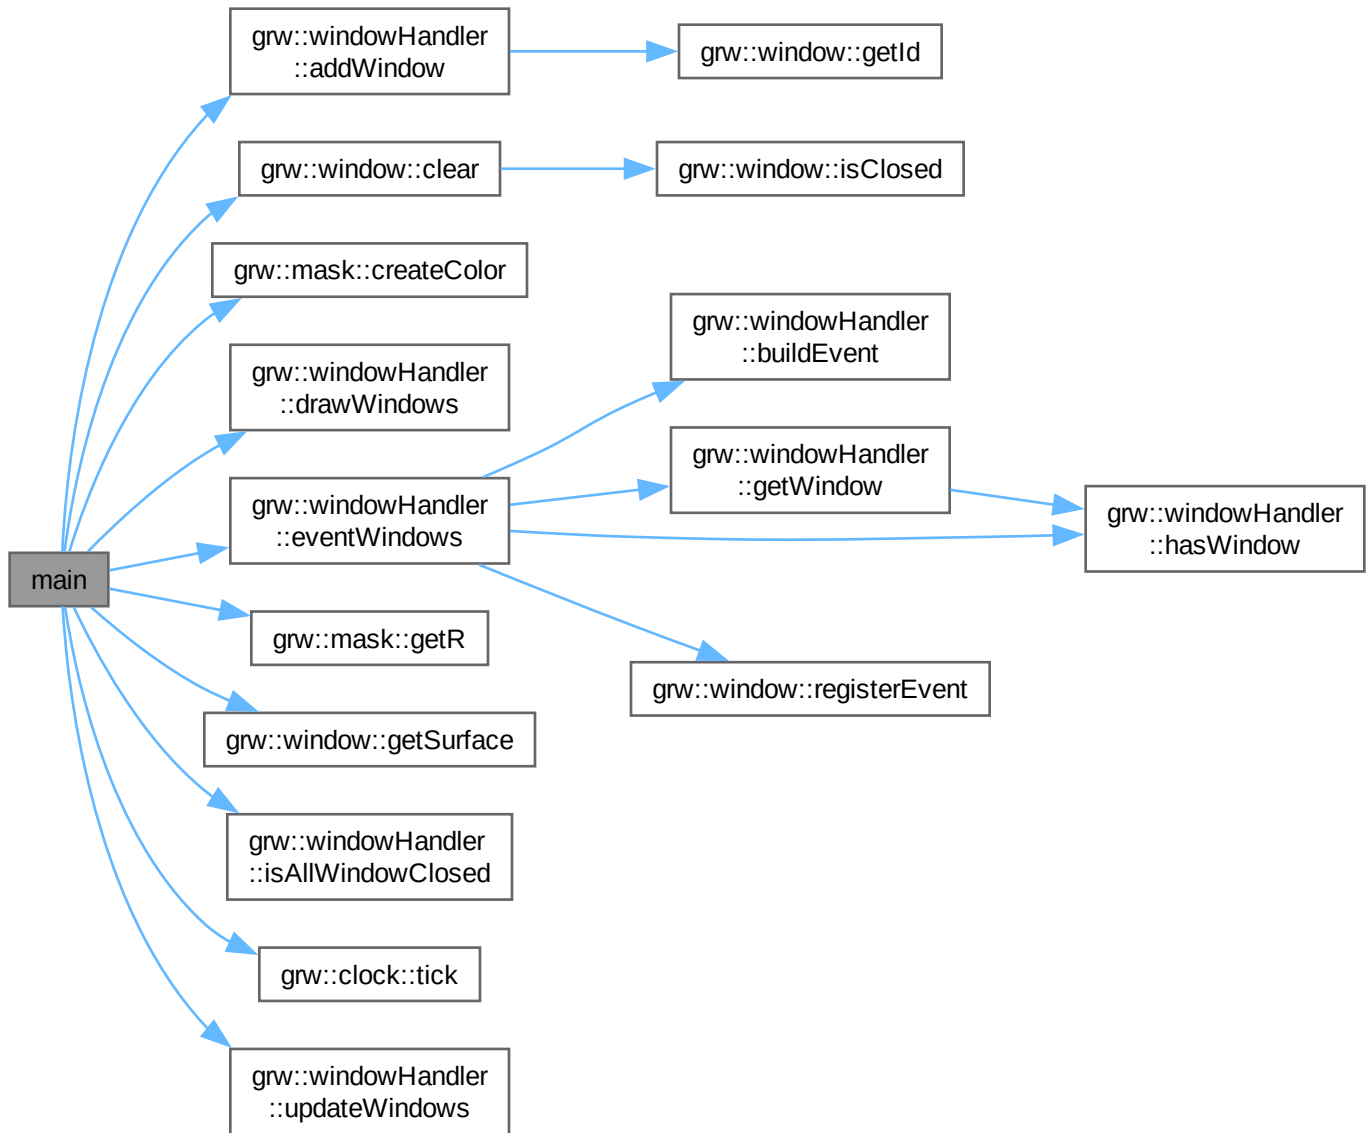 main
grw::windowHandler
::addWindow
grw::window::getId
grw::window::clear
grw::window::isClosed
grw::mask::createColor
grw::windowHandler
::drawWindows
grw::windowHandler
::eventWindows
grw::windowHandler
::buildEvent
grw::windowHandler
::getWindow
grw::windowHandler
::hasWindow
grw::window::registerEvent
grw::mask::getR
grw::window::getSurface
grw::windowHandler
::isAllWindowClosed
grw::clock::tick
grw::windowHandler
::updateWindows